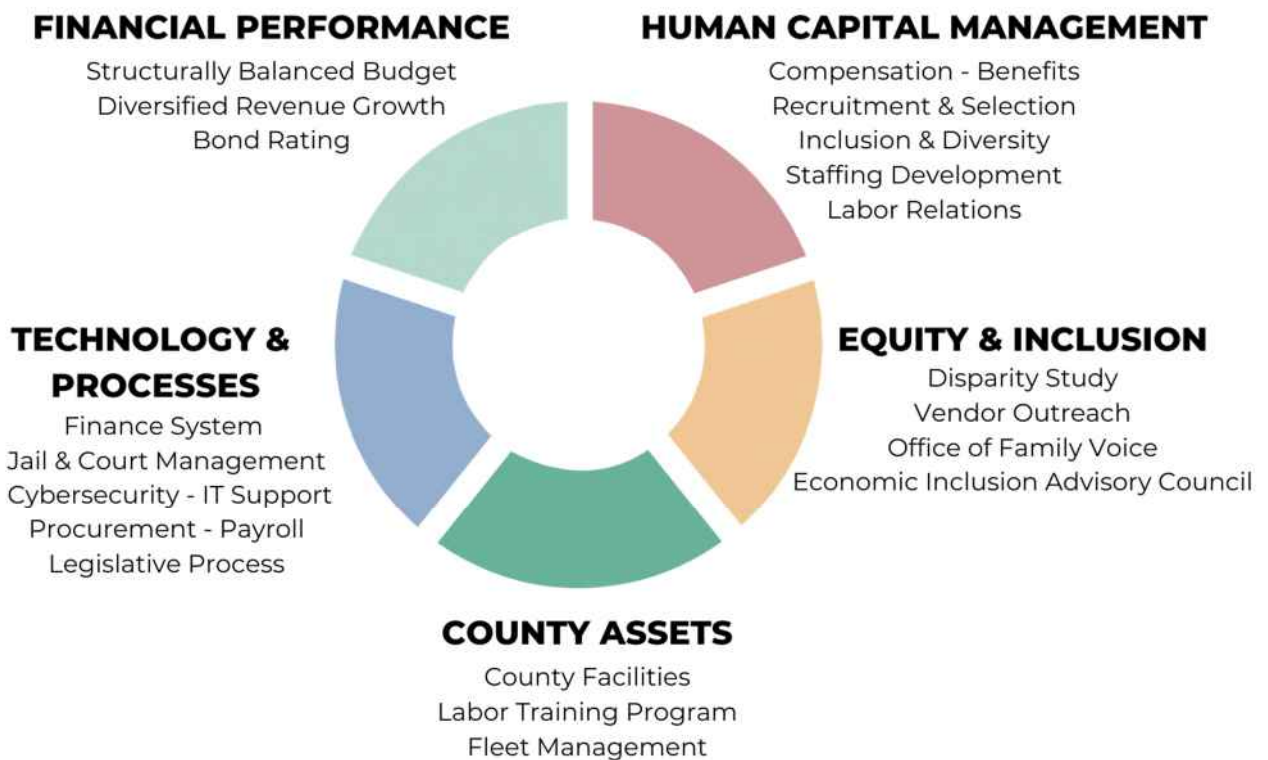 FINANCIAL PERFORMANCE
Structurally Balanced Budget
Diversified Revenue Growth
Bond Rating
HUMAN CAPITAL MANAGEMENT
Compensation - Benefits
Recruitment & Selection
Inclusion & Diversity
Staffing Development
Labor Relations
TECHNOLOGY &
PROCESSES
Finance System
Jail & Court Management
Cybersecurity - IT Support
Procurement - Payroll
Legislative Process
EQUITY & INCLUSION
Disparity Study
Vendor Outreach
Office of Family Voice
Economic Inclusion Advisory Council
COUNTY ASSETS
County Facilities
Labor Training Program
Fleet Management